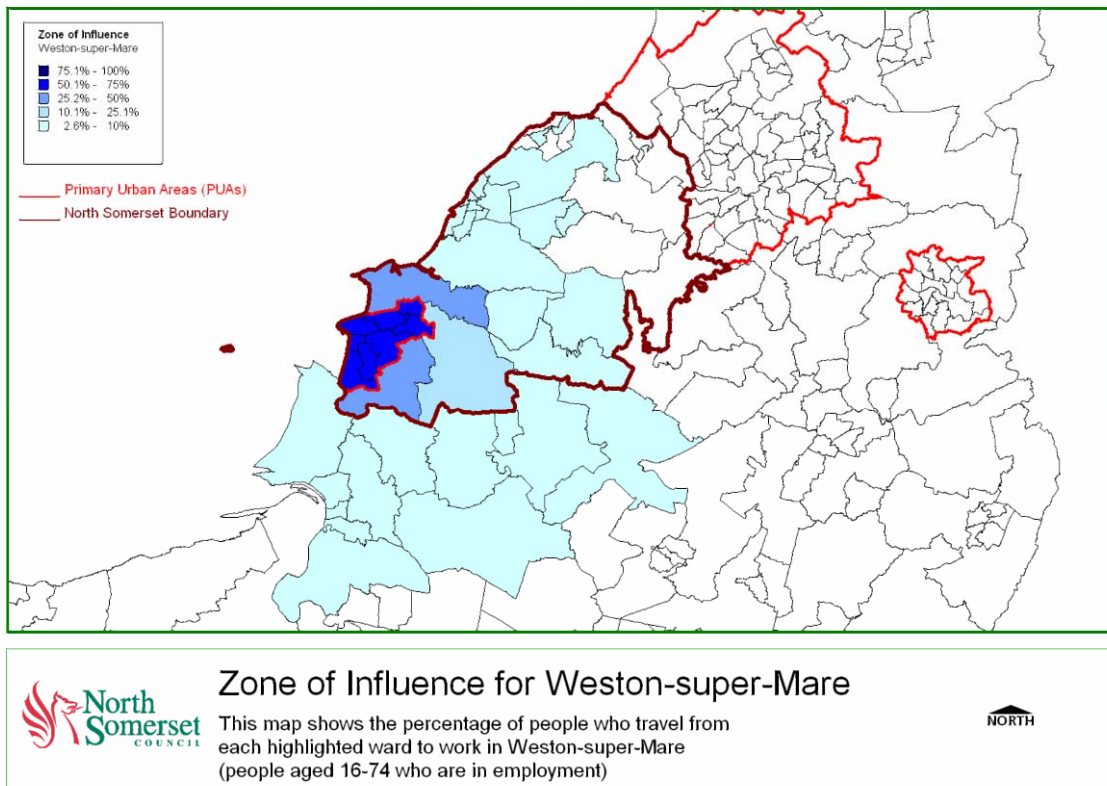 Zone of Influence
Weston-super-Mare
75.1% - 100%
50.1% - 75%
25.2% - 50%
10.1% - 25.1%
2.6% - 10%
Primary Urban Areas (PUAs)
North Somerset Boundary
North
Somerset
COUNCIL
Zone of Influence for Weston-super-Mare
This map shows the percentage of people who travel from
each highlighted ward to work in Weston-super-Mare
(people aged 16-74 who are in employment)
NORTH